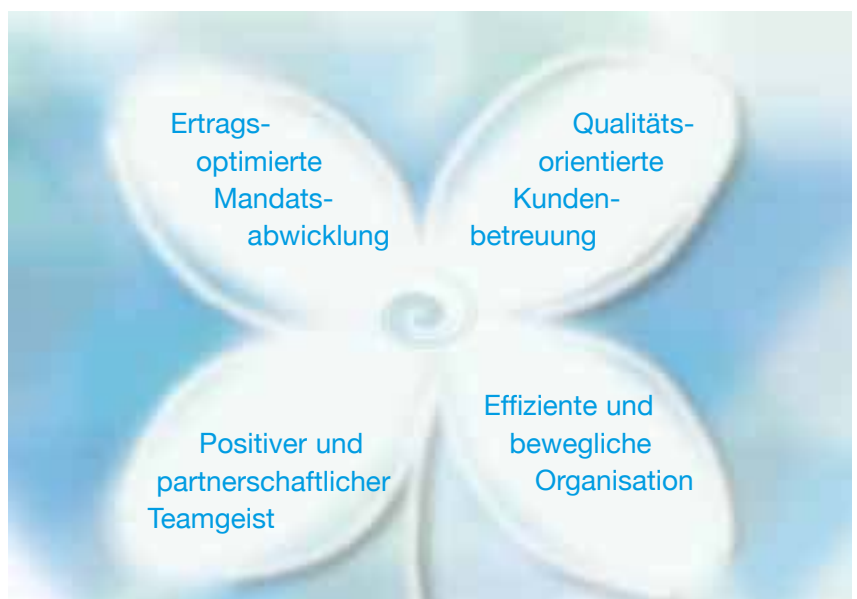 Ertrags-
optimierte
Mandats-
abwicklung
Qualitäts-
orientierte
Kunden-
betreuung
Positiver und
partnerschaftlicher
Teamgeist
Effiziente und
bewegliche
Organisation